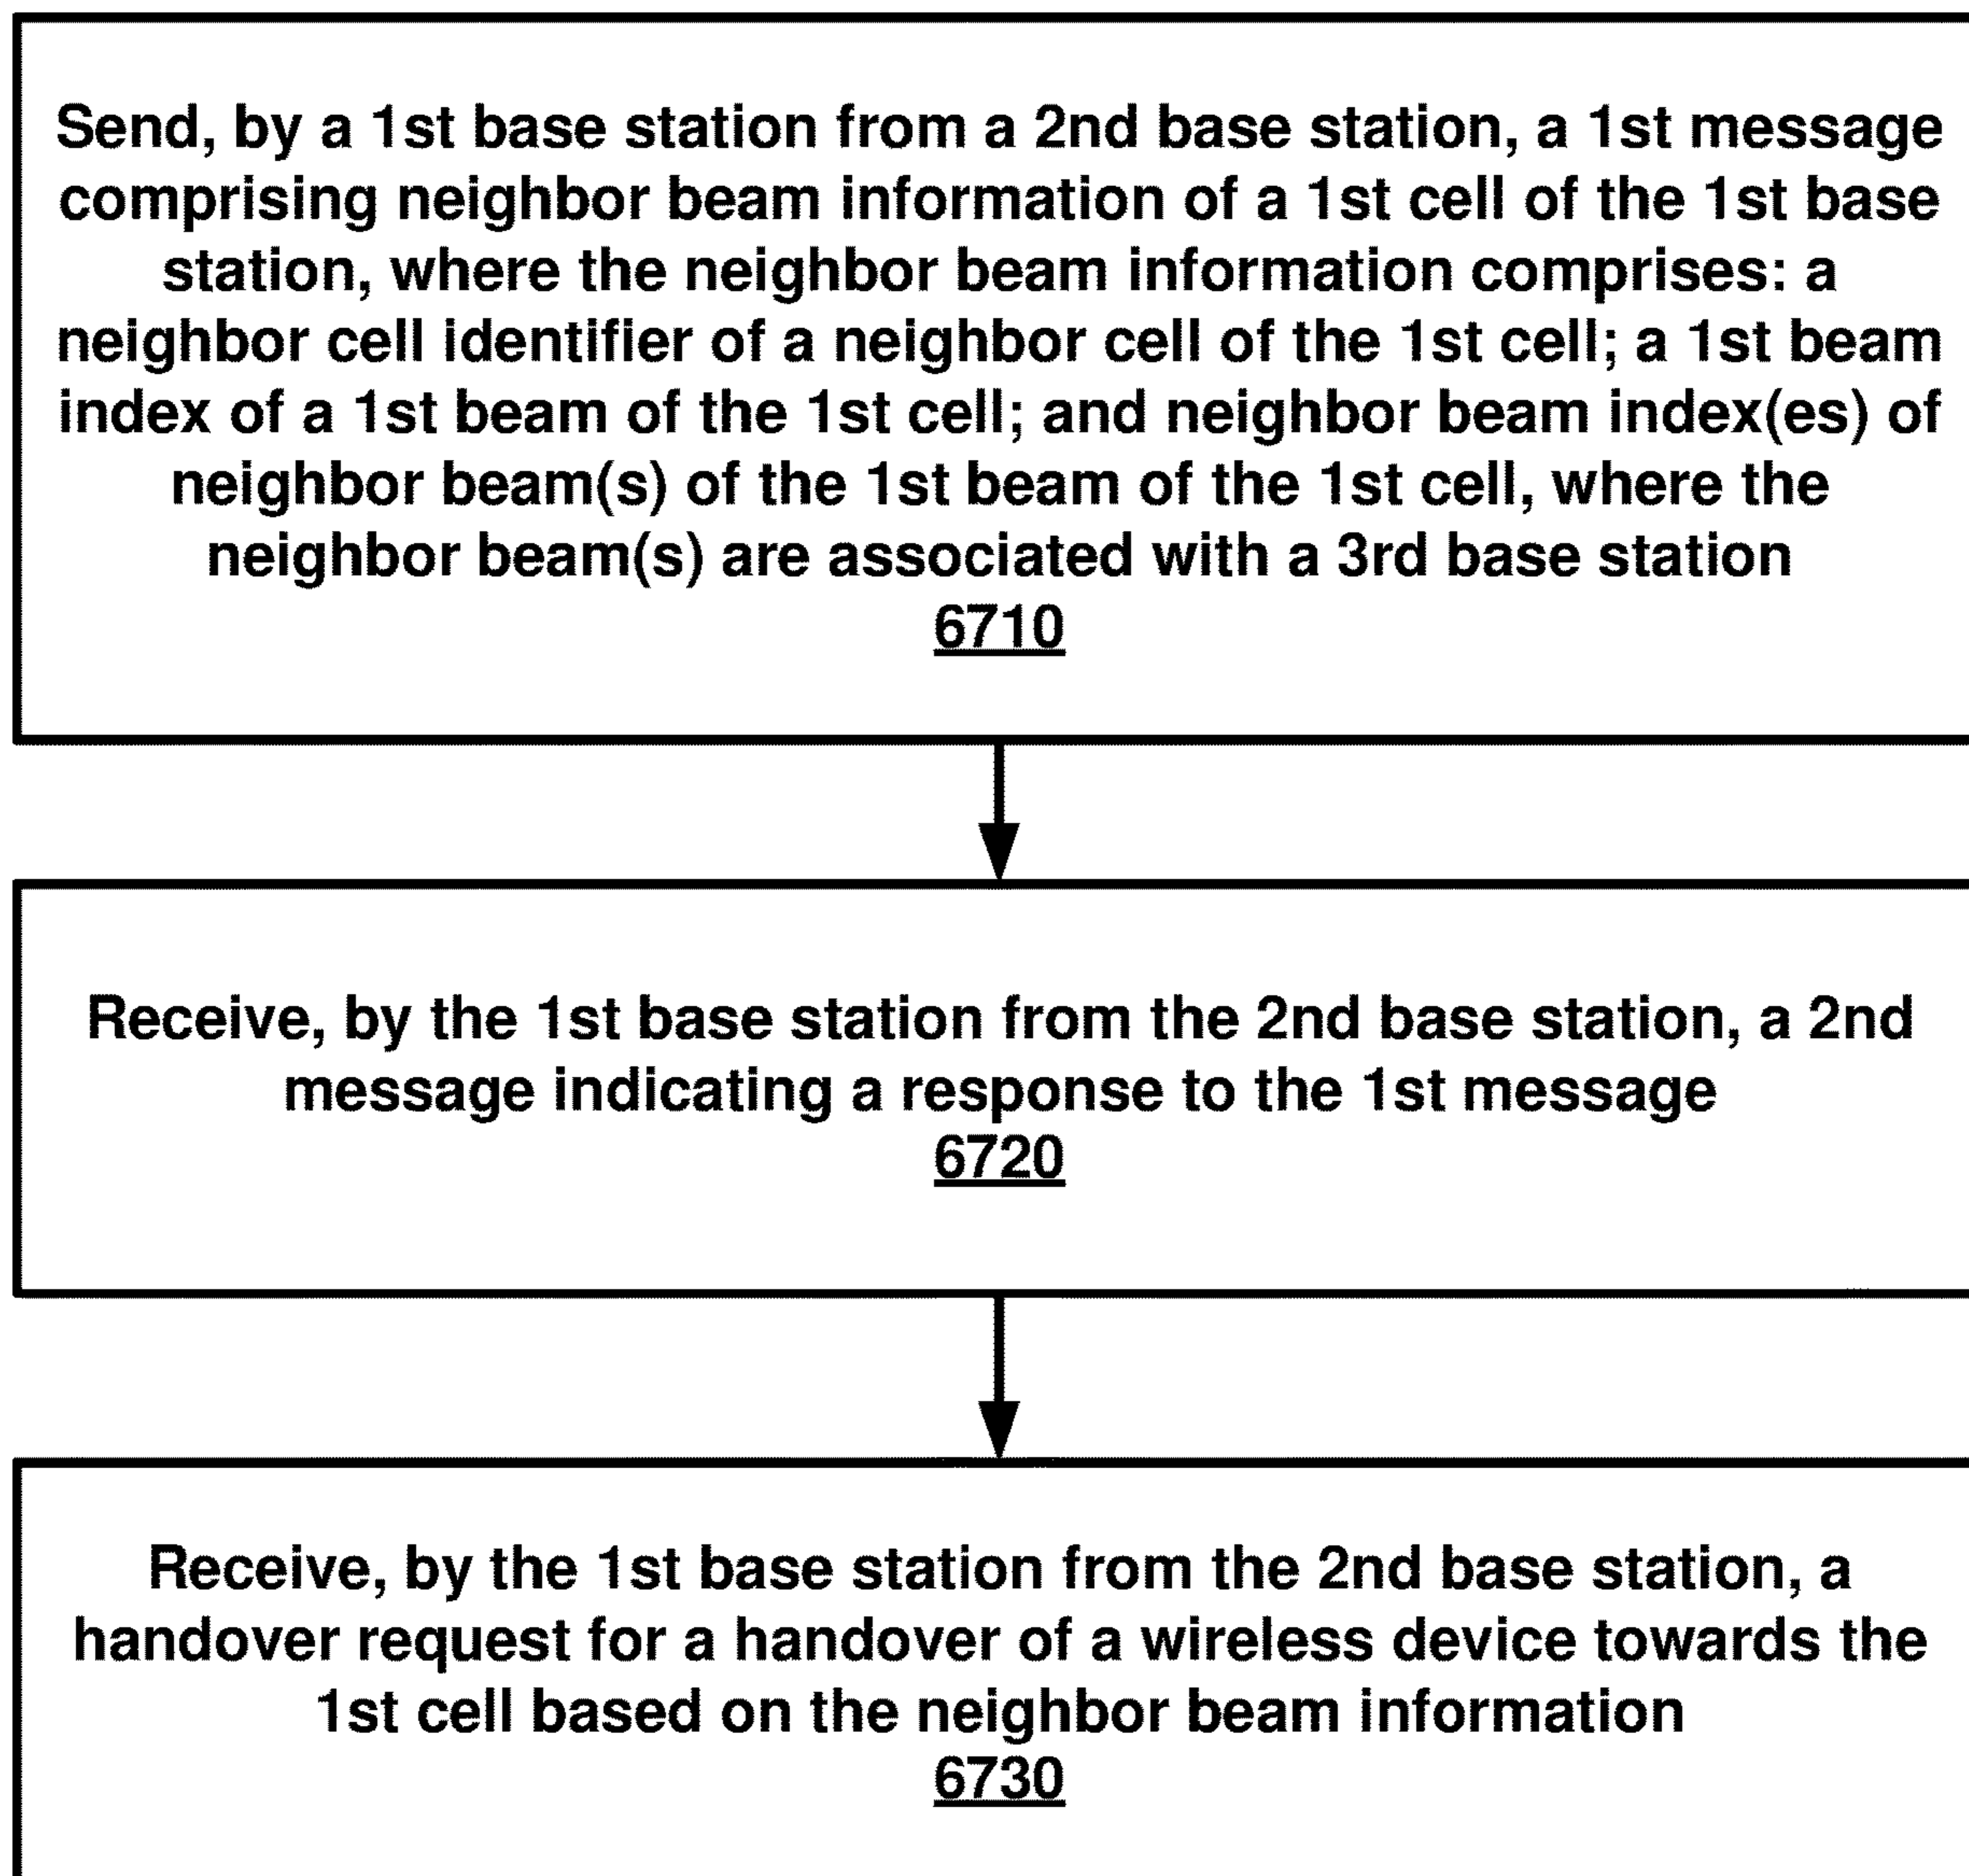 Send, by a 1st base station from a 2nd base station, a 1st message
comprising neighbor beam information of a 1st cell of the 1st base
station, where the neighbor beam information comprises: a
neighbor cell identifier of a neighbor cell of the 1st cell; a 1st beam
index of a 1st beam of the 1st cell; and neighbor beam index(es) of
neighbor beam(s) of the 1st beam of the 1st cell, where the
neighbor beam(s) are associated with a 3rd base station
6710
Receive, by the 1st base station from the 2nd base station, a 2nd
message indicating a response to the 1st message
6720
Receive, by the 1st base station from the 2nd base station, a
handover request for a handover of a wireless device towards the
1st cell based on the neighbor beam information
6730